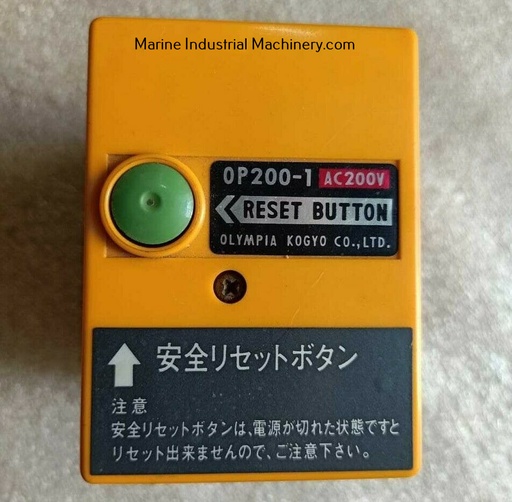 Marine Industrial Machinery.com
OP200-1 AC200V
RESET BUTTON
OLYMPIA KOGYO CO.,LTD.
安全リセットボタン
注意
安全リセットボタンは、電源が切れた状態ですと
リセット出来ませんので、ご注意下さい。